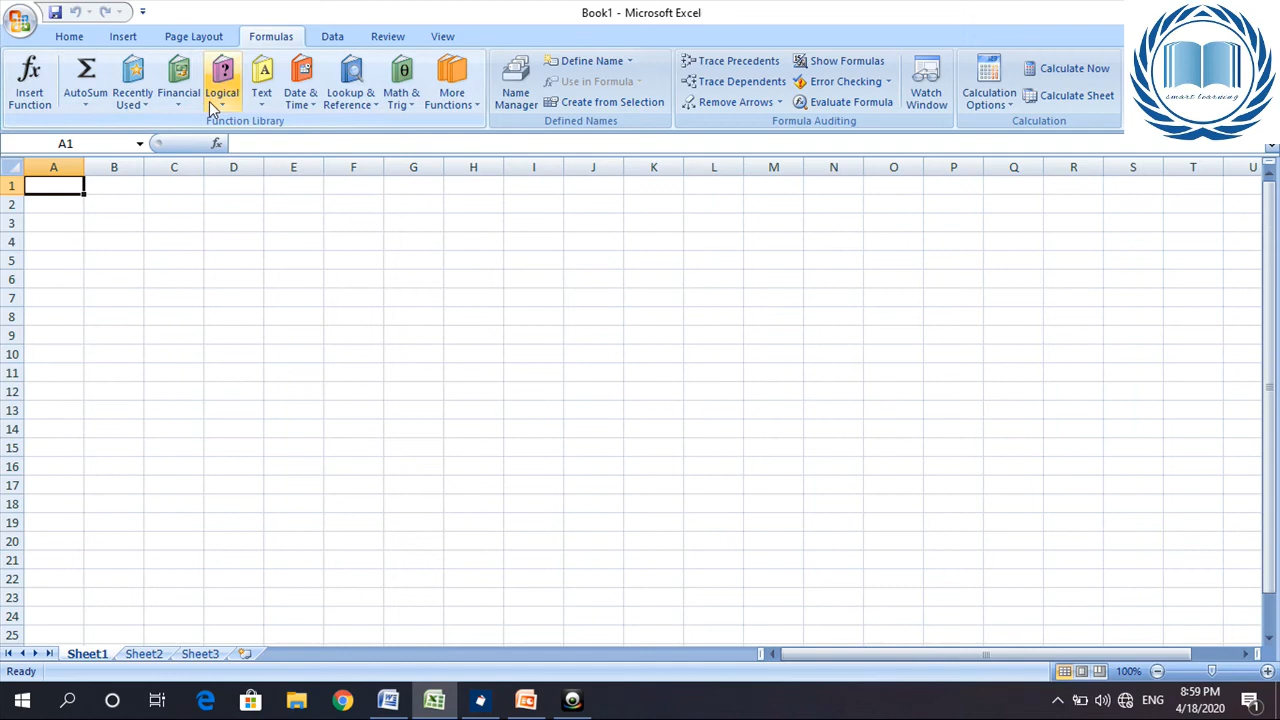 Book1 - Microsoft Excel
Home Insert Page Layout Formulas Data Review View
fx Insert Function
Σ AutoSum
Recently Used
Financial
? Logical
A Text
Date & Time
Lookup & Reference
θ Math & Trig
More Functions
Function Library
Name Manager
Define Name
Use in Formula
Create from Selection
Defined Names
Trace Precedents
Trace Dependents
Remove Arrows
Show Formulas
Error Checking
Evaluate Formula
Formula Auditing
Watch Window
Calculation Options
Calculate Now
Calculate Sheet
Calculation
smart learning
A1 fx
A B C D E F G H I J K L M N O P Q R S T U
1
2
3
4
5
6
7
8
9
10
11
12
13
14
15
16
17
18
19
20
21
22
23
24
25
Sheet1 Sheet2 Sheet3
Ready 100%
ENG 8:59 PM
4/18/2020
1